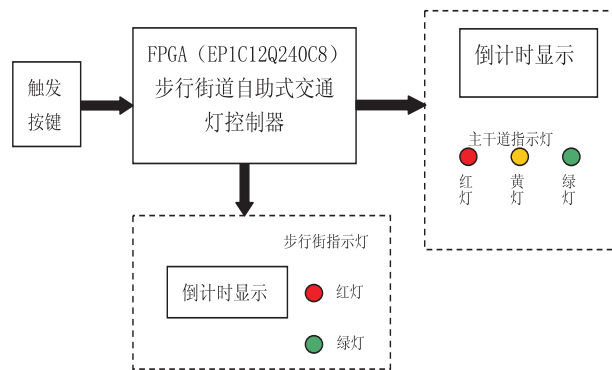 触发
按键
FPGA（EP1C12Q240C8）
步行街道自助式交通
灯控制器
倒计时显示
主干道指示灯
红灯
黄灯
绿灯
步行街指示灯
倒计时显示
红灯
绿灯